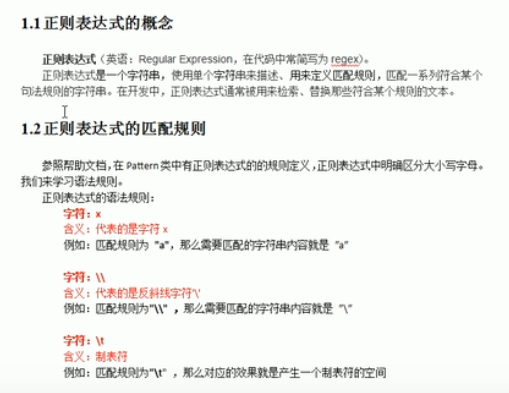 1.1正则表达式的概念
正则表达式（英语：Regular Expression，在代码中常简写为 regex）。
正则表达式是一个字符串，使用单个字符串来描述、用来定义匹配规则，匹配一系列符合某个
句法规则的字符串。在开发中，正则表达式通常被用来检索、替换那些符合某个规则的文本。
1.2正则表达式的匹配规则
参照帮助文档，在 Pattern 类中有正则表达式的的规则定义，正则表达式中明确区分大小写字母。
我们来学习语法规则。
正则表达式的语法规则：
字符：x
含义：代表的是字符 x
例如：匹配规则为 "a"，那么需要匹配的字符串内容就是 "a"
字符：\\
含义：代表的是反斜线字符'\'
例如：匹配规则为"\\" ，那么需要匹配的字符串内容就是 "\"
字符：\t
含义：制表符
例如：匹配规则为"\t" ，那么对应的效果就是产生一个制表符的空间